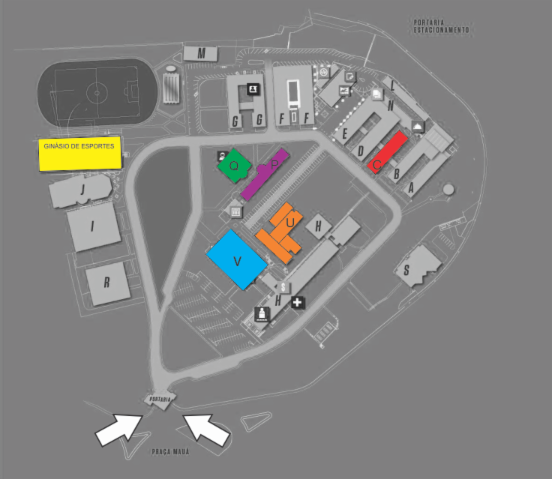 PORTARIA
ESTACIONAMENTO
M
L
N
G G
F F
E
D
C
B
A
GINÁSIO DE ESPORTES
Q
P
J
I
U
H
V
R
S
H
PORTARIA
PRAÇA MAUÁ